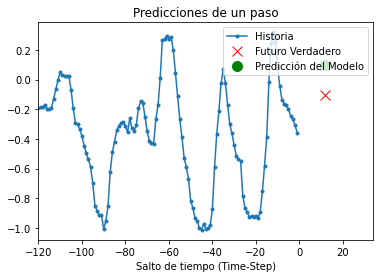 Predicciones de un paso
Historia
Futuro Verdadero
Predicción del Modelo
0.2
0.0
−0.2
−0.4
−0.6
−0.8
−1.0
−120 −100 −80 −60 −40 −20 0 20
Salto de tiempo (Time-Step)